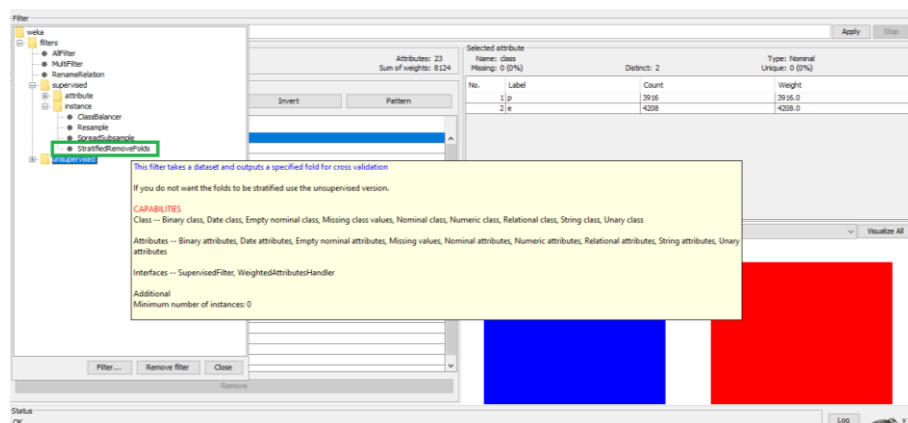 Filter
weka
filters
AllFilter
MultiFilter
RenameRelation
supervised
attribute
instance
ClassBalancer
Resample
SpreadSubsample
StratifiedRemoveFolds
unsupervised
Apply Stop
Attributes: 23
Sum of weights: 8124
Invert Pattern
Selected attribute
Name: class Type: Nominal
Missing: 0 (0%) Distinct: 2 Unique: 0 (0%)
No. Label Count Weight
1 p 3916 3916.0
2 e 4208 4208.0
This filter takes a dataset and outputs a specified fold for cross validation
If you do not want the folds to be stratified use the unsupervised version.
CAPABILITIES
Class -- Binary class, Date class, Empty nominal class, Missing class values, Nominal class, Numeric class, Relational class, String class, Unary class
Attributes -- Binary attributes, Date attributes, Empty nominal attributes, Missing values, Nominal attributes, Numeric attributes, Relational attributes, String attributes, Unary
attributes
Interfaces -- SupervisedFilter, WeightedAttributesHandler
Additional
Minimum number of instances: 0
Visualize All
Filter... Remove filter Close
Remove
Status
OK
Log x